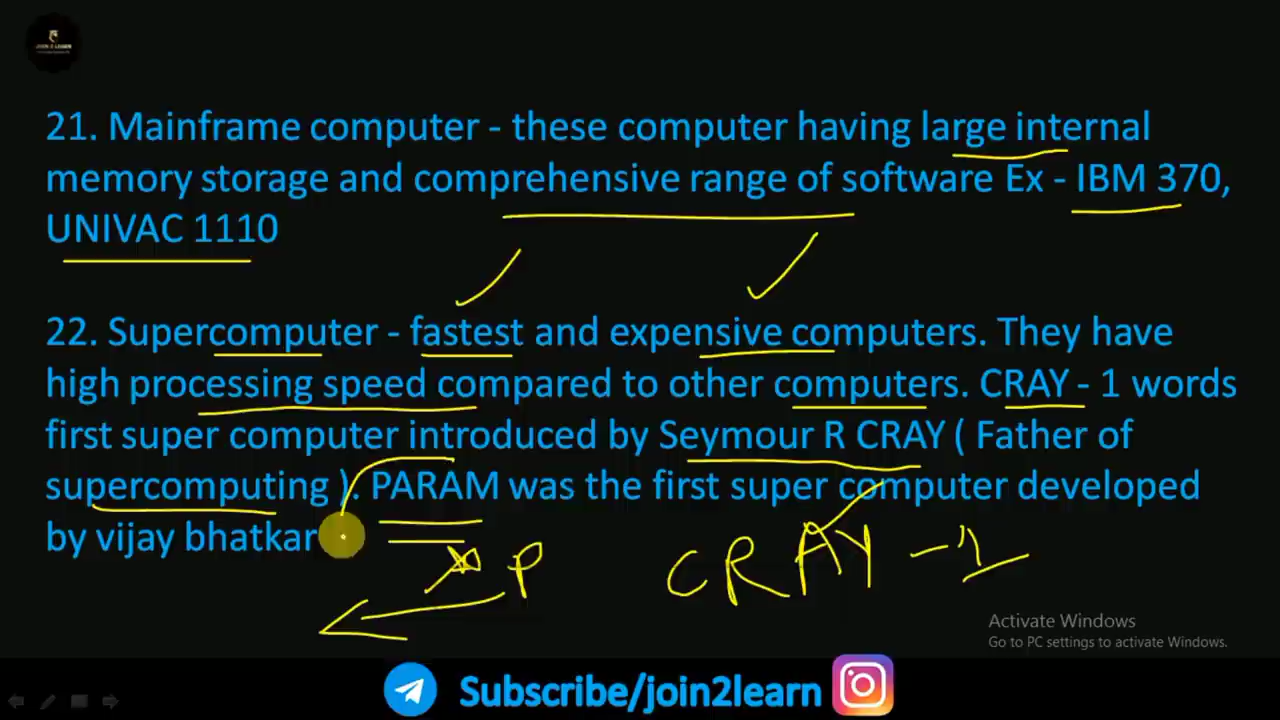 JOIN 2 LEARN
21. Mainframe computer - these computer having large internal
memory storage and comprehensive range of software Ex - IBM 370,
UNIVAC 1110
22. Supercomputer - fastest and expensive computers. They have
high processing speed compared to other computers. CRAY - 1 words
first super computer introduced by Seymour R CRAY ( Father of
supercomputing ). PARAM was the first super computer developed
by vijay bhatkar
P
CRAY -1
Activate Windows
Go to PC settings to activate Windows.
Subscribe/join2learn